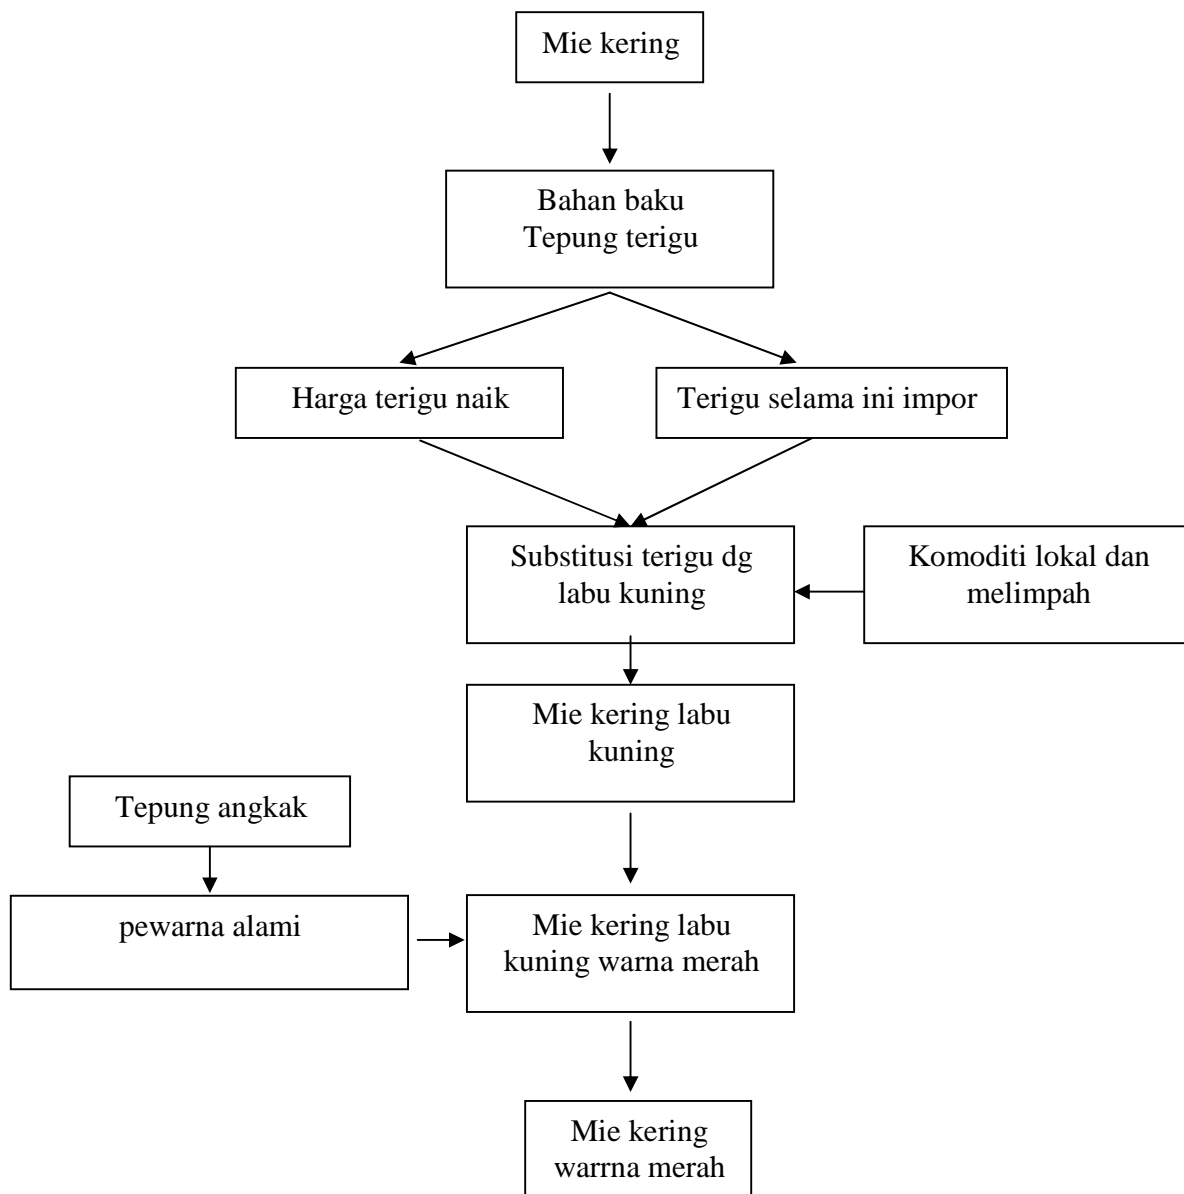 Mie kering
Bahan baku
Tepung terigu
Harga terigu naik
Terigu selama ini impor
Substitusi terigu dg
labu kuning
Komoditi lokal dan
melimpah
Mie kering labu
kuning
Tepung angkak
pewarna alami
Mie kering labu
kuning warna merah
Mie kering
warrna merah